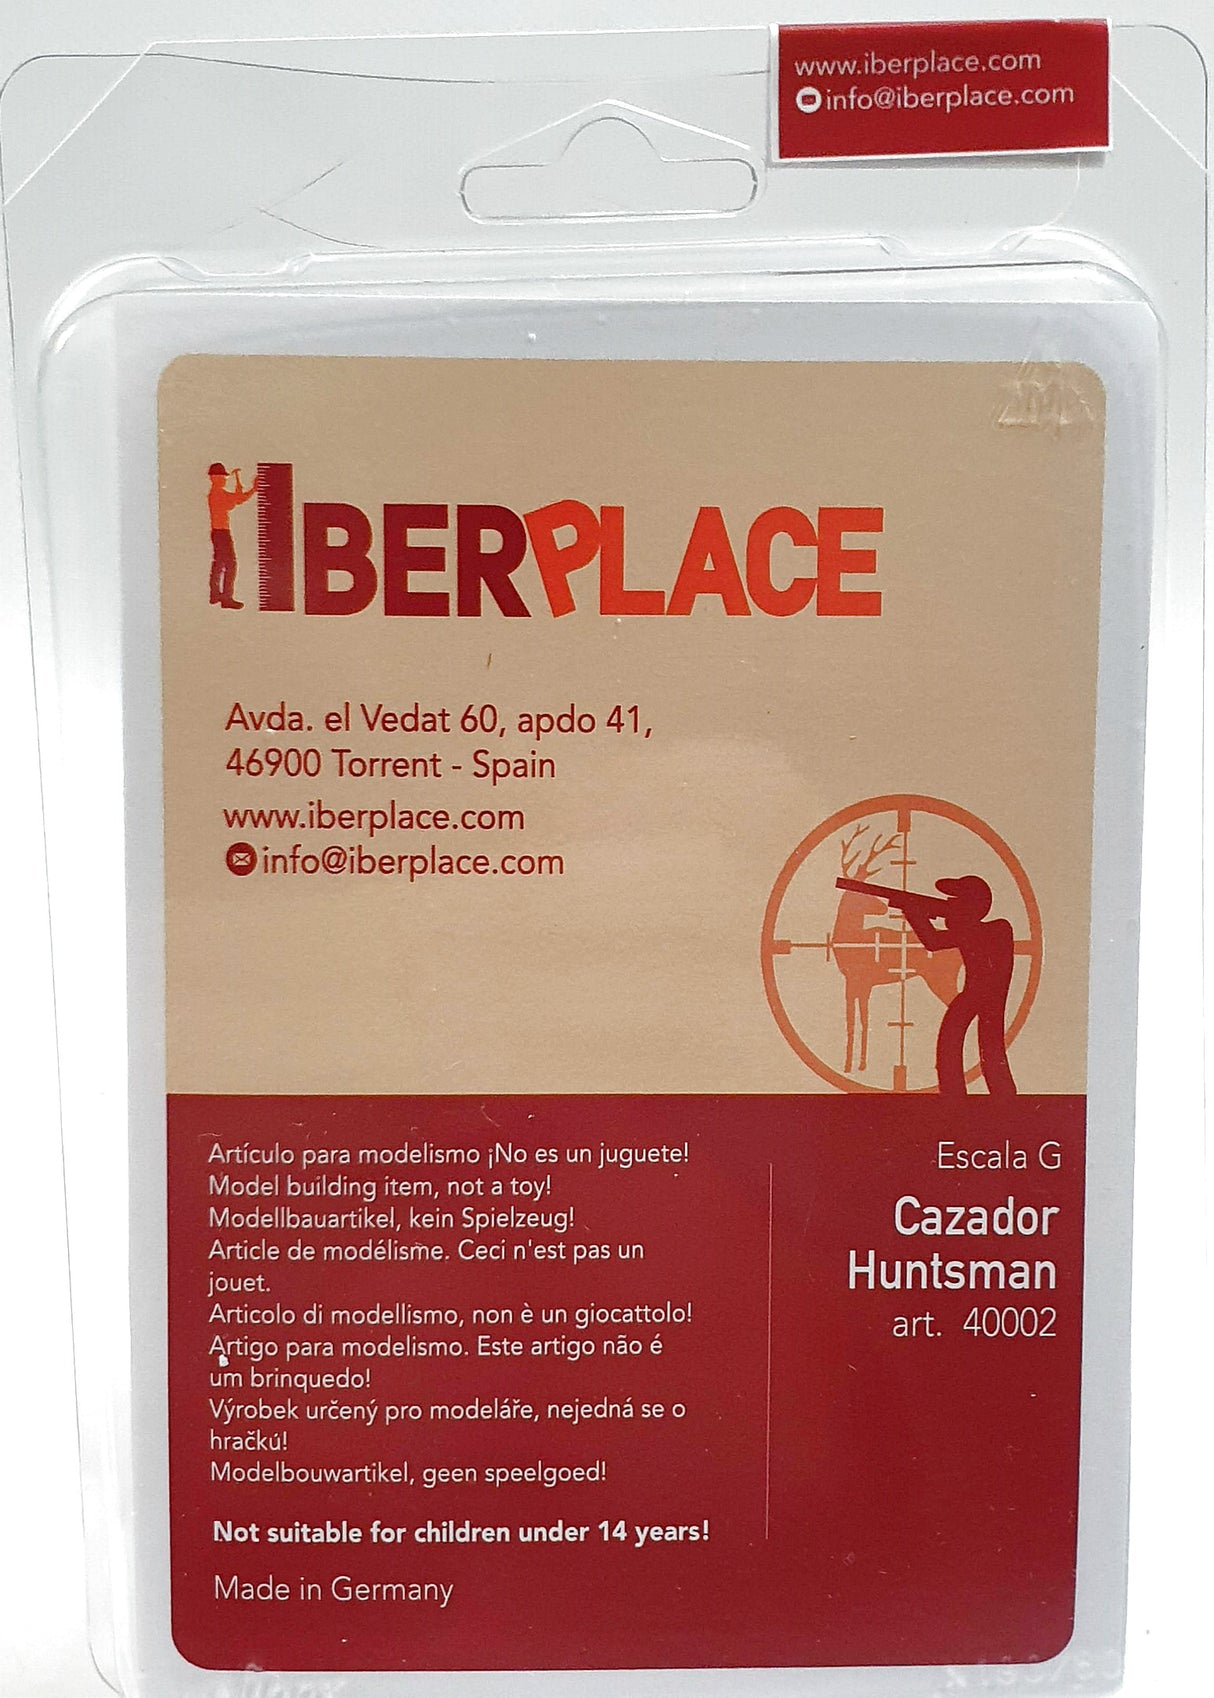 www.iberplace.com
info@iberplace.com
IBERPLACE
Avda. el Vedat 60, apdo 41,
46900 Torrent - Spain
www.iberplace.com
info@iberplace.com
Artículo para modelismo ¡No es un juguete!
Model building item, not a toy!
Modellbauartikel, kein Spielzeug!
Article de modélisme. Ceci n'est pas un
jouet.
Articolo di modellismo, non è un giocattolo!
Artigo para modelismo. Este artigo não é
um brinquedo!
Výrobek určený pro modeláře, nejedná se o
hračkú!
Modelbouwartikel, geen speelgoed!
Not suitable for children under 14 years!
Made in Germany
Escala G
Cazador
Huntsman
art. 40002